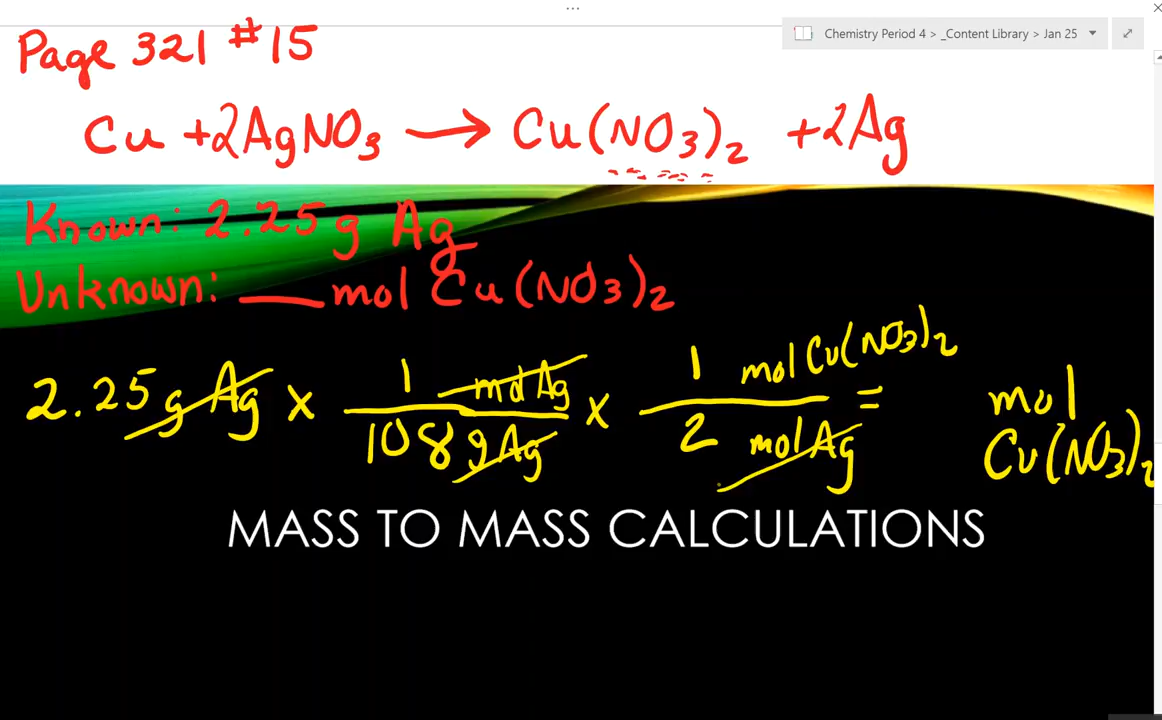 Chemistry Period 4 > _Content Library > Jan 25
Page 321 #15
Cu + 2AgNO₃ → Cu(NO₃)₂ + 2Ag
Known: 2.25 g Ag
Unknown: ___ mol Cu(NO₃)₂
2.25 g Ag x 1 mol Ag / 108 g Ag x 1 mol Cu(NO₃)₂ / 2 mol Ag = mol Cu(NO₃)₂
MASS TO MASS CALCULATIONS